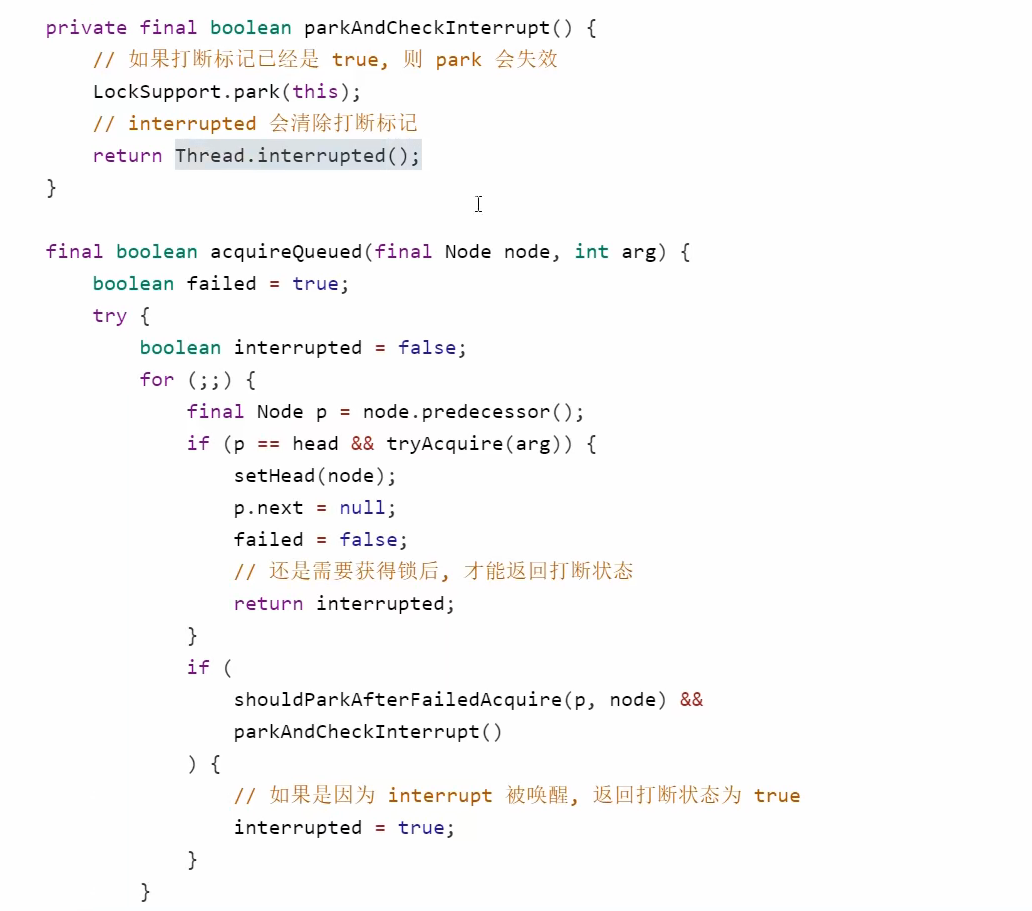 private final boolean parkAndCheckInterrupt() {
    // 如果打断标记已经是 true, 则 park 会失效
    LockSupport.park(this);
    // interrupted 会清除打断标记
    return Thread.interrupted();
}

final boolean acquireQueued(final Node node, int arg) {
    boolean failed = true;
    try {
        boolean interrupted = false;
        for (;;) {
            final Node p = node.predecessor();
            if (p == head && tryAcquire(arg)) {
                setHead(node);
                p.next = null;
                failed = false;
                // 还是需要获得锁后, 才能返回打断状态
                return interrupted;
            }
            if (
                shouldParkAfterFailedAcquire(p, node) &&
                parkAndCheckInterrupt()
            ) {
                // 如果是因为 interrupt 被唤醒, 返回打断状态为 true
                interrupted = true;
            }
        }